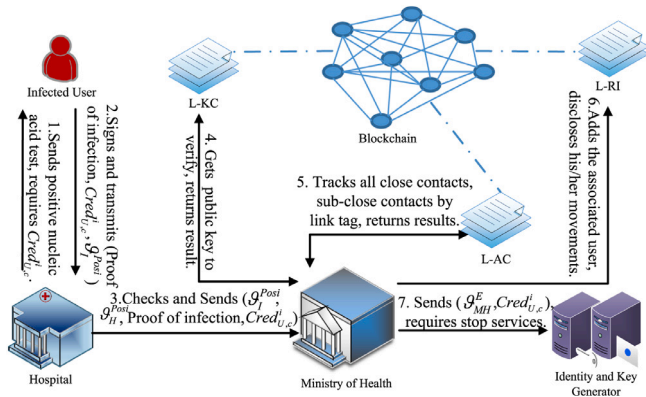 Infected User
L-KC
Blockchain
L-RI
1.Sends positive nucleic
acid test, requires Cred^i_{U,c}.
2.Signs and transmits (Proof
of infection, Cred^i_{U,c}, ϑ^{Posi}_I)
4. Gets public key to
verify, returns result.
5. Tracks all close contacts,
sub-close contacts by
link tag, returns results.
L-AC
6.Adds the associated user,
discloses his/her movements.
3.Checks and Sends (ϑ^{Posi}_I,
ϑ^{Posi}_H, Proof of infection,Cred^i_{U,c})
7. Sends (ϑ^E_{MH},Cred^i_{U,c}),
requires stop services.
Hospital
Ministry of Health
Identity and Key
Generator